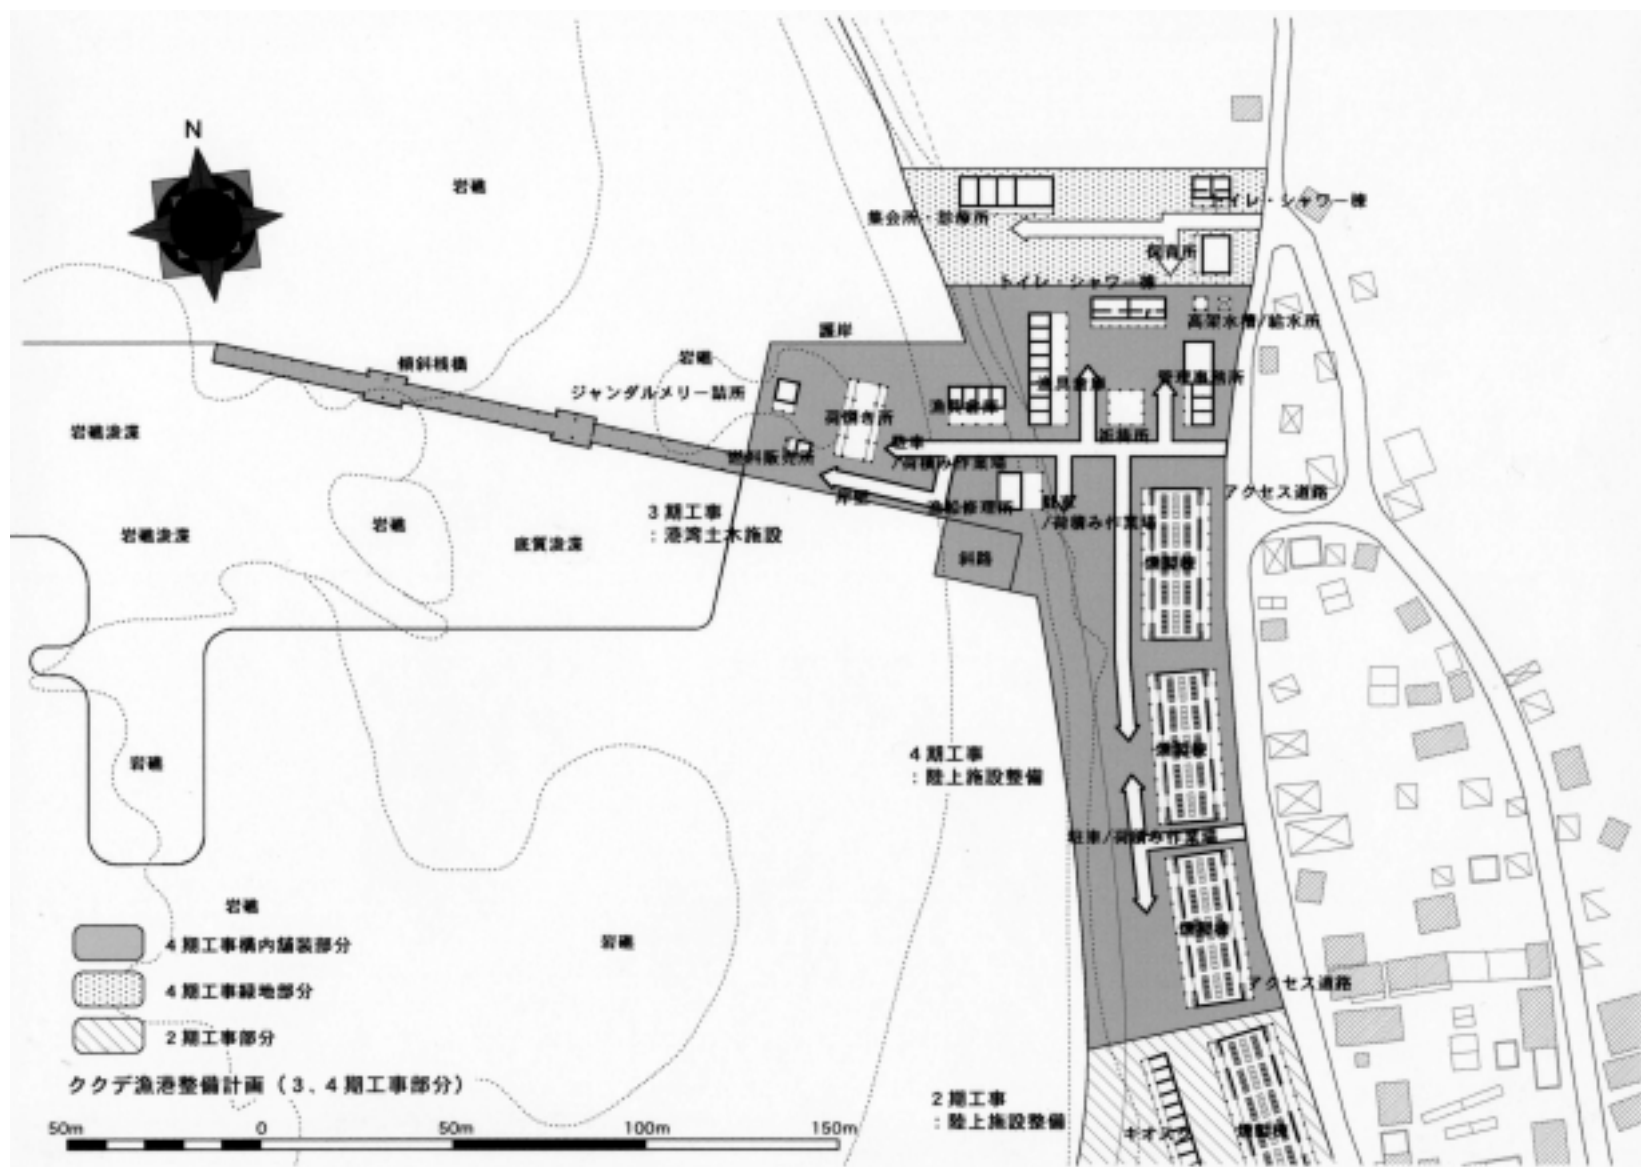 N
岩礁
トイレ・シャワー棟
集会所・診療所
保育所
トイレ・シャワー棟
高架水槽/給水所
護岸
傾斜桟橋
岩礁
ジャンダルメリー詰所
漁具倉庫
管理事務所
荷捌き所
漁具倉庫
岩礁浚渫
駐車
/荷積み作業場
燃料販売所
アクセス道路
岸壁
漁船修理所
駐車
/荷積み作業場
3期工事
:港湾土木施設
岩礁
岩礁浚渫
底質浚渫
斜路
燻製棟
燻製棟
4期工事
:陸上施設整備
岩礁
駐車/荷積み作業場
岩礁
燻製棟
岩礁
4期工事構内舗装部分
アクセス道路
4期工事緑地部分
2期工事部分
ククデ漁港整備計画(3、4期工事部分)
2期工事
:陸上施設整備
キオスク
燻製棟
50m 0 50m 100m 150m